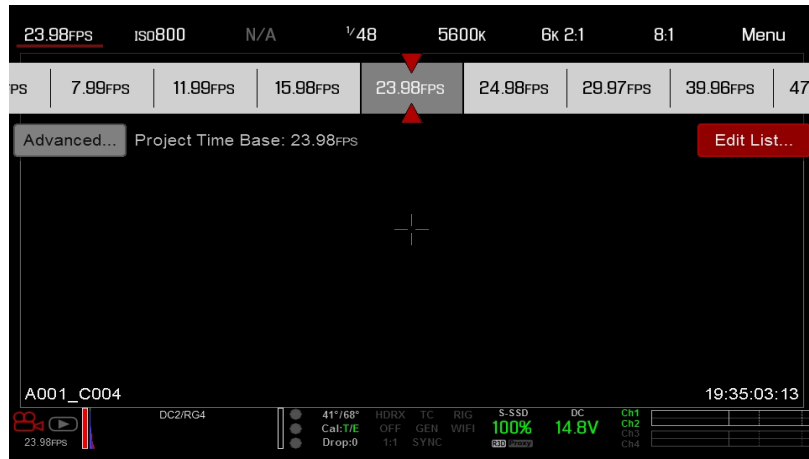 23.98FPS ISO800 N/A 1/48 5600K 6K 2:1 8:1 Menu
PS 7.99FPS 11.99FPS 15.98FPS 23.98FPS 24.98FPS 29.97FPS 39.96FPS 47
Advanced... Project Time Base: 23.98FPS Edit List...
A001_C004 19:35:03:13
DC2/RG4 41°/68° HDRX TC RIG S-SSD DC Ch1
Cal:T/E OFF GEN WIFI 100% 14.8V Ch2
23.98FPS Drop:0 1:1 SYNC R3D Proxy Ch3
Ch4